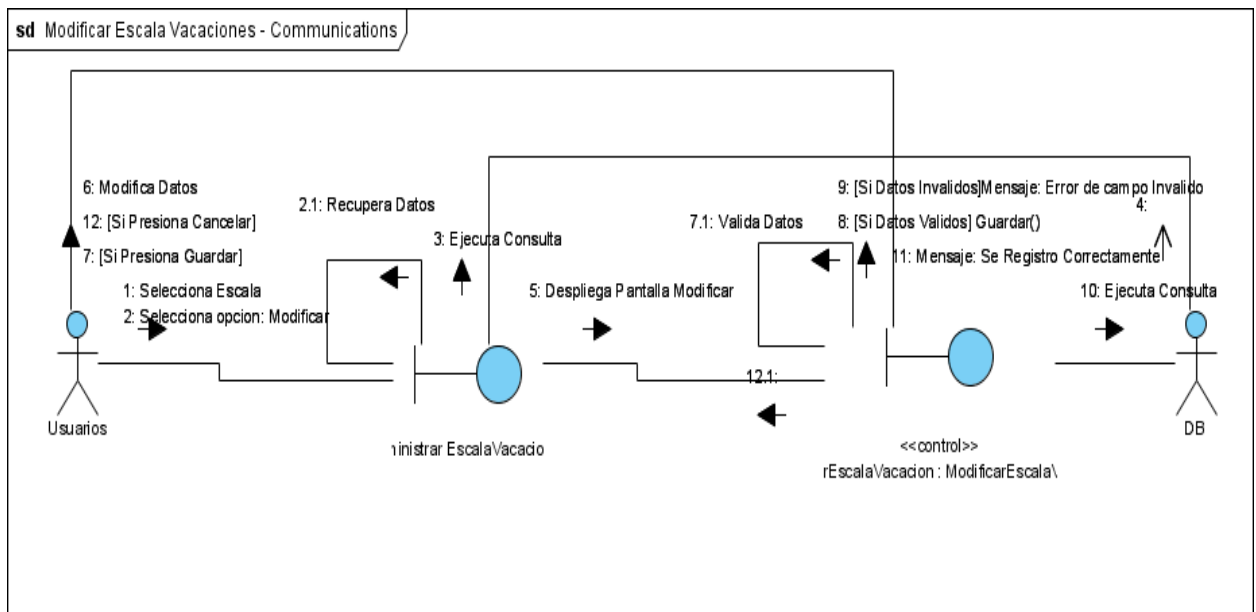 sd Modificar Escala Vacaciones - Communications
6: Modifica Datos
12: [Si Presiona Cancelar]
7: [Si Presiona Guardar]
1: Selecciona Escala
2: Selecciona opcion: Modificar
2.1: Recupera Datos
3: Ejecuta Consulta
5: Despliega Pantalla Modificar
7.1: Valida Datos
9: [Si Datos Invalidos]Mensaje: Error de campo Invalido
4:
8: [Si Datos Validos] Guardar()
11: Mensaje: Se Registro Correctamente
10: Ejecuta Consulta
12.1:
Usuarios
ninistrar EscalaVacacio
<<control>>
rEscalaVacacion : ModificarEscala\
DB